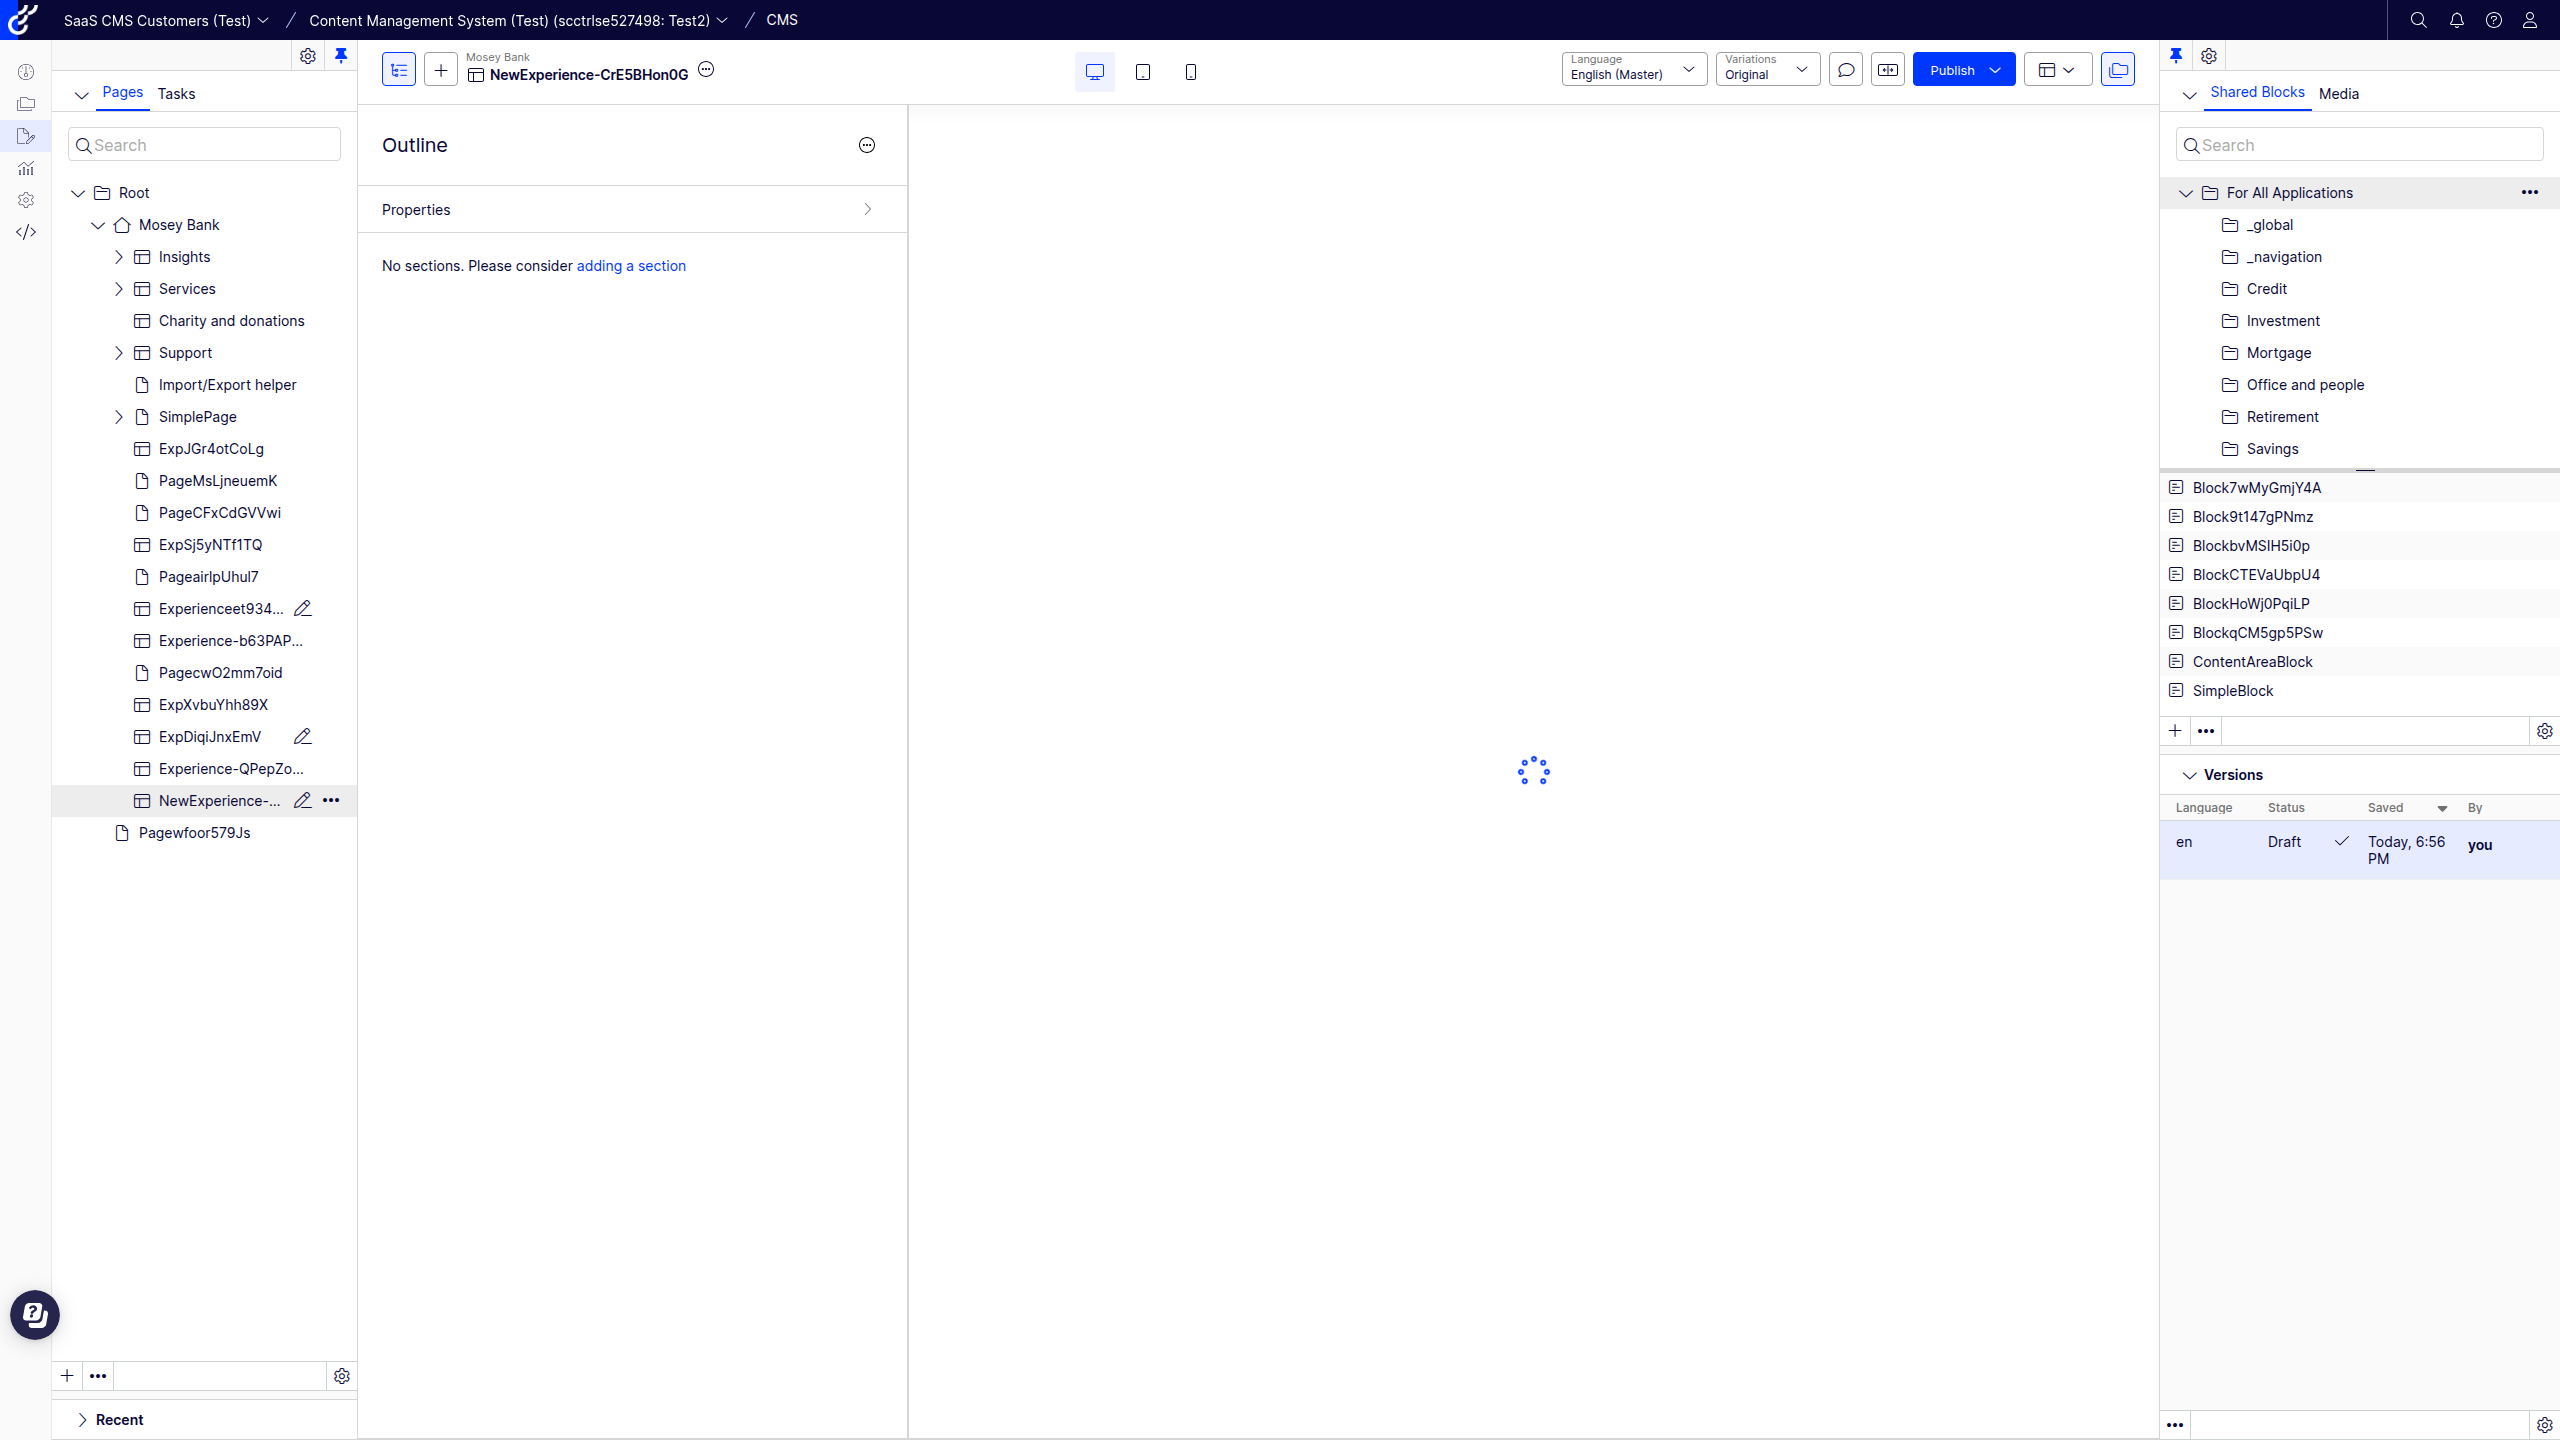 SaaS CMS Customers (Test) / Content Management System (Test) (scctrlse527498: Test2) / CMS
Pages Tasks
Search
Root
Mosey Bank
Insights
Services
Charity and donations
Support
Import/Export helper
SimplePage
ExpJGr4otCoLg
PageMsLjneuemK
PageCFxCdGVVwi
ExpSj5yNTf1TQ
PageairlpUhul7
Experienceet934...
Experience-b63PAP...
PagecwO2mm7oid
ExpXvbuYhh89X
ExpDiqiJnxEmV
Experience-QPepZo...
NewExperience-...
Pagewfoor579Js
Recent
Mosey Bank
NewExperience-CrE5BHon0G
Language
English (Master)
Variations
Original
Publish
Outline
Properties
No sections. Please consider adding a section
Shared Blocks Media
Search
For All Applications
_global
_navigation
Credit
Investment
Mortgage
Office and people
Retirement
Savings
Block7wMyGmjY4A
Block9t147gPNmz
BlockbvMSIH5i0p
BlockCTEVaUbpU4
BlockHoWj0PqiLP
BlockqCM5gp5PSw
ContentAreaBlock
SimpleBlock
Versions
Language Status Saved By
en Draft Today, 6:56 PM you